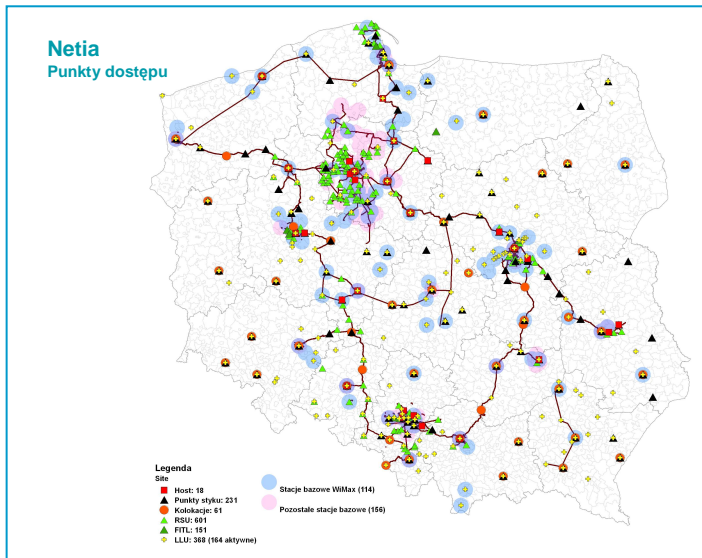 Netia
Punkty dostępu
Legenda
Site
Host: 18
Punkty styku: 231
Kolokacje: 61
RSU: 601
FITL: 151
LLU: 368 (164 aktywne)
Stacje bazowe WiMax (114)
Pozostałe stacje bazowe (156)